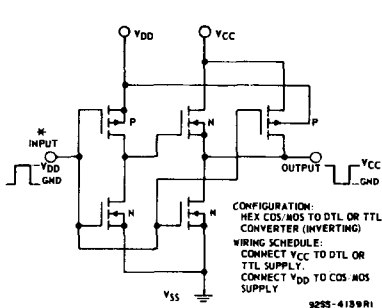 VDD
VCC
P
N
P
*
INPUT
VDD
GND
OUTPUT
VCC
GND
N
N
CONFIGURATION:
HEX COS/MOS TO DTL OR TTL
CONVERTER (INVERTING)
WIRING SCHEDULE:
CONNECT VCC TO DTL OR
TTL SUPPLY.
CONNECT VDD TO COS/MOS
SUPPLY
VSS
92SS-4139R1